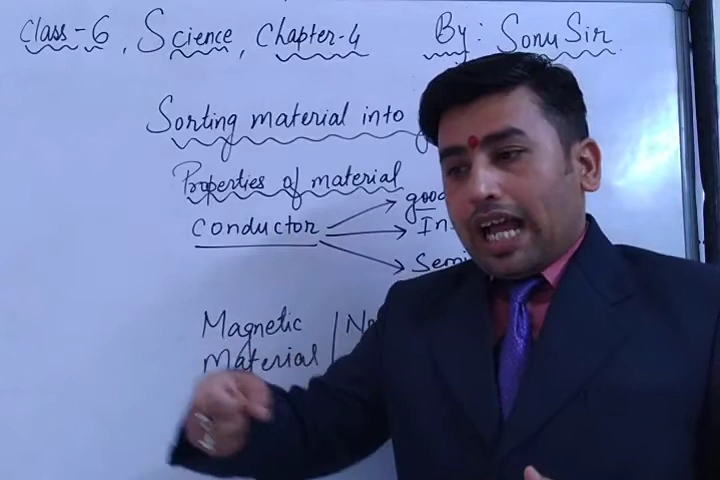 Class-6, Science, Chapter-4 By: Sonu Sir
Sorting material into
Properties of material
Conductor
Magnetic
Material